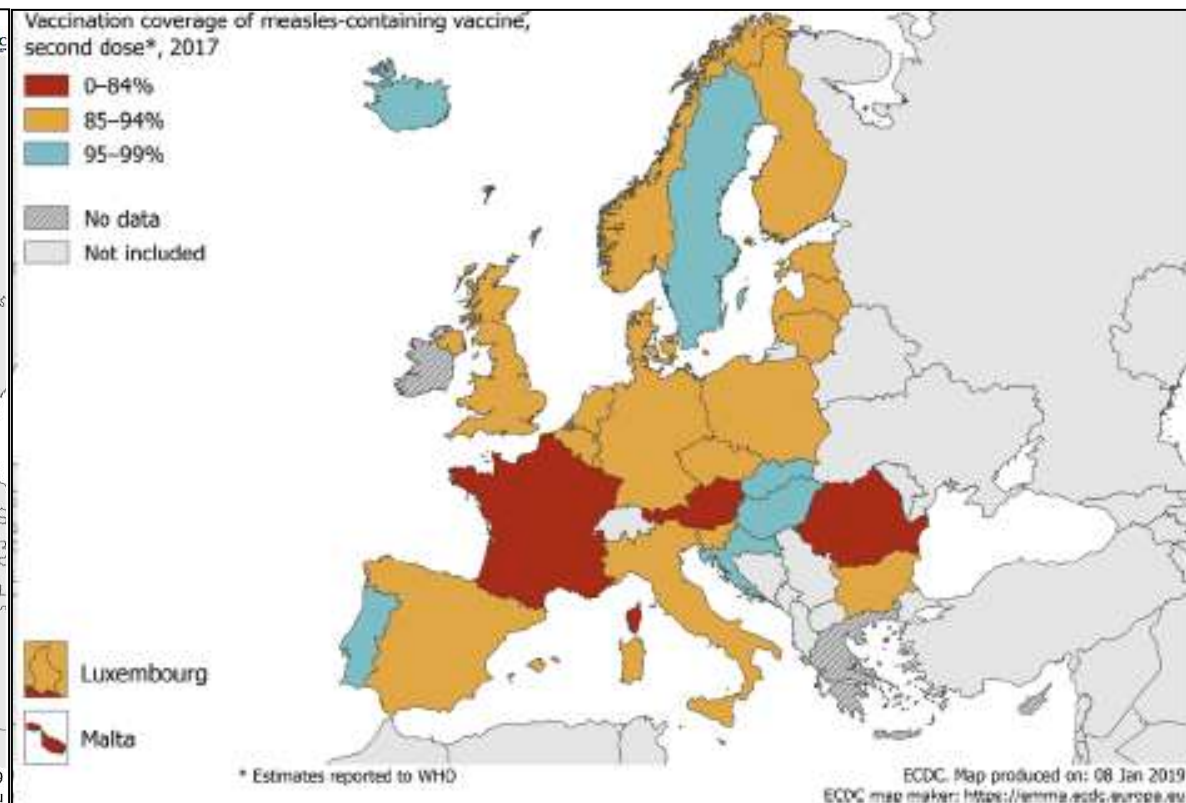 Vaccination coverage of measles-containing vaccine,
second dose*, 2017
0–84%
85–94%
95–99%
No data
Not included
Luxembourg
Malta
* Estimates reported to WHO
ECDC. Map produced on: 08 Jan 2019
ECDC map maker: https://emma.ecdc.europa.eu